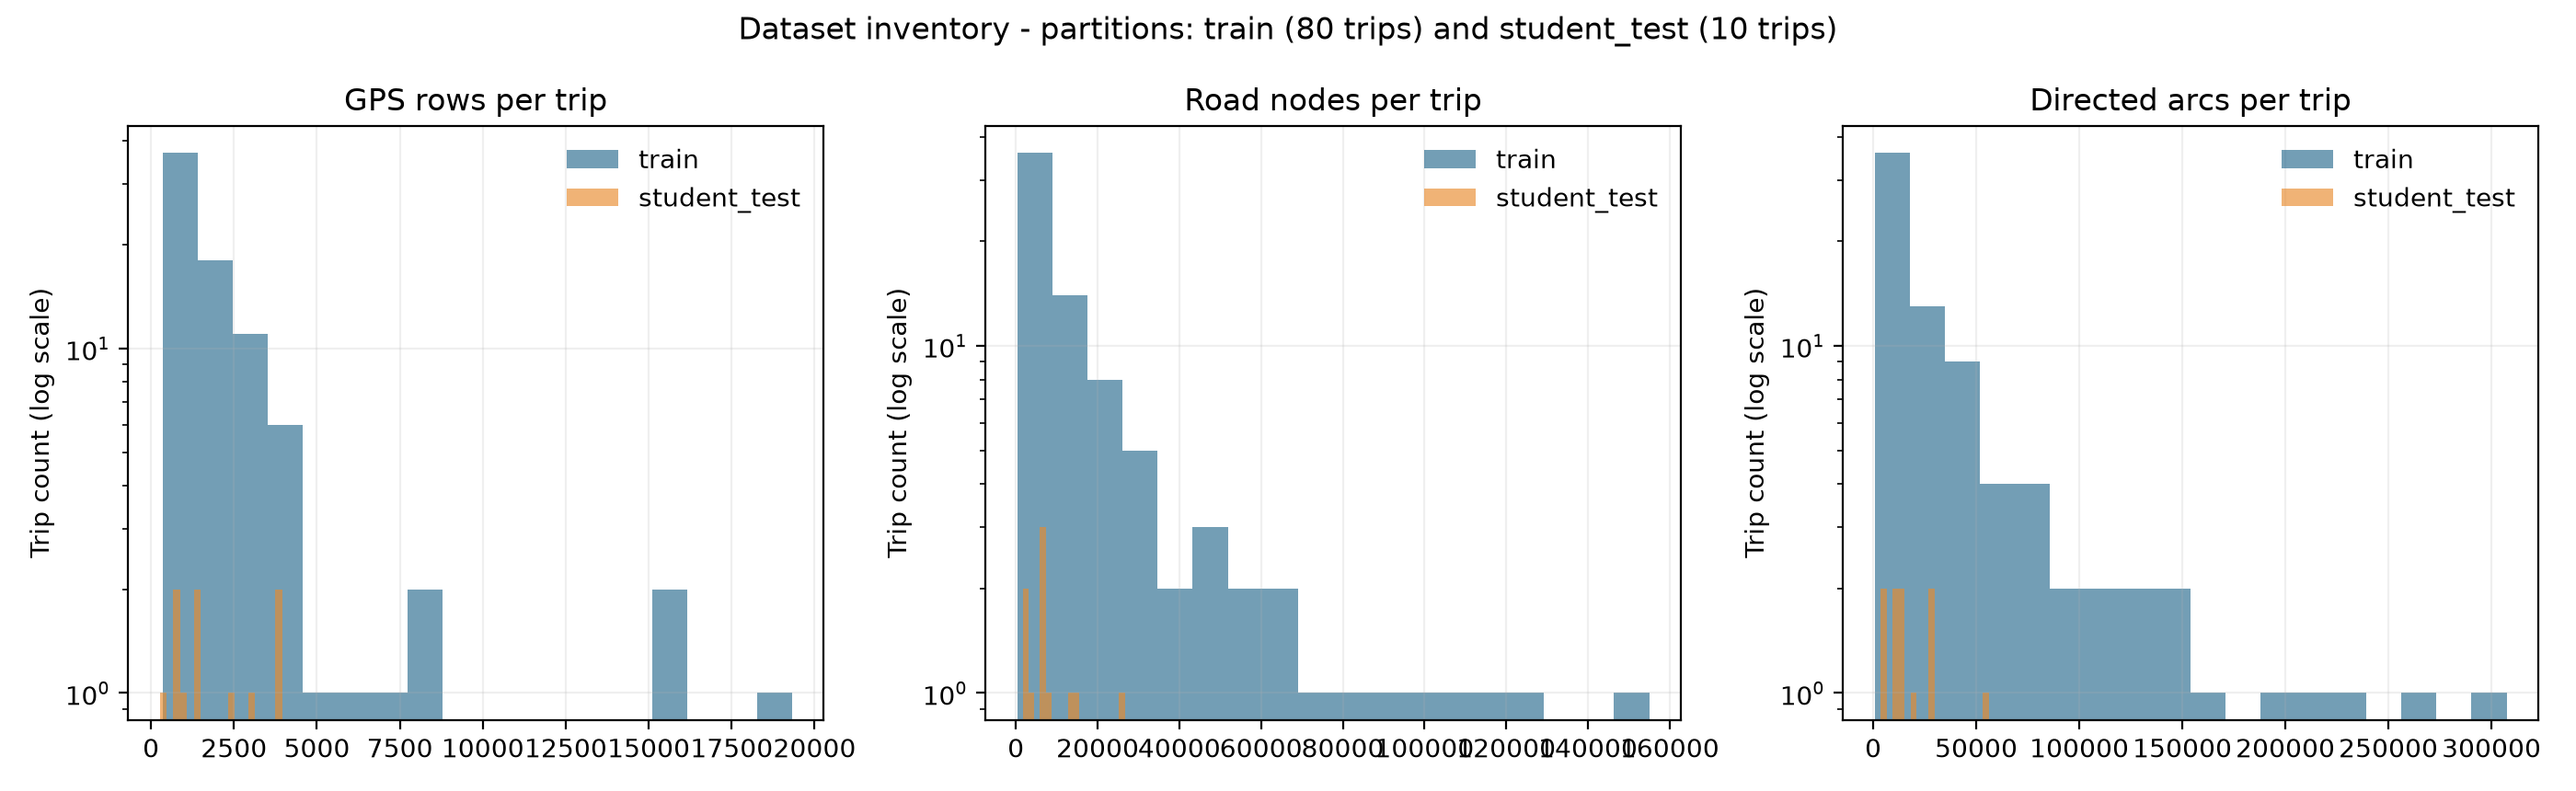 Dataset inventory - partitions: train (80 trips) and student_test (10 trips)
GPS rows per trip
Trip count (log scale)
10¹
10⁰
train
student_test
0 2500 5000 7500 10000 12500 15000 17500 20000
Road nodes per trip
Trip count (log scale)
10¹
10⁰
train
student_test
0 20000 40000 60000 80000 100000 120000 140000 160000
Directed arcs per trip
Trip count (log scale)
10¹
10⁰
train
student_test
0 50000 100000 150000 200000 250000 300000